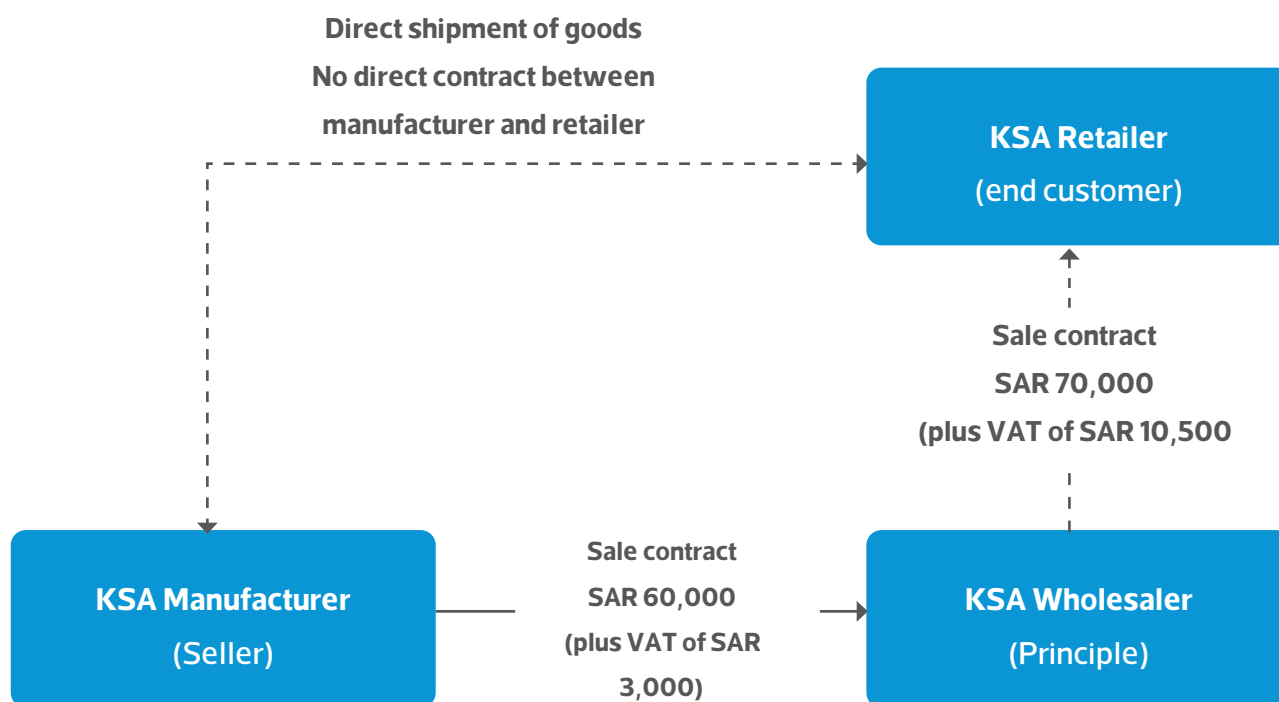 Direct shipment of goods
No direct contract between
manufacturer and retailer
KSA Retailer
(end customer)
Sale contract
SAR 70,000
(plus VAT of SAR 10,500
KSA Manufacturer
(Seller)
Sale contract
SAR 60,000
(plus VAT of SAR
3,000)
KSA Wholesaler
(Principle)